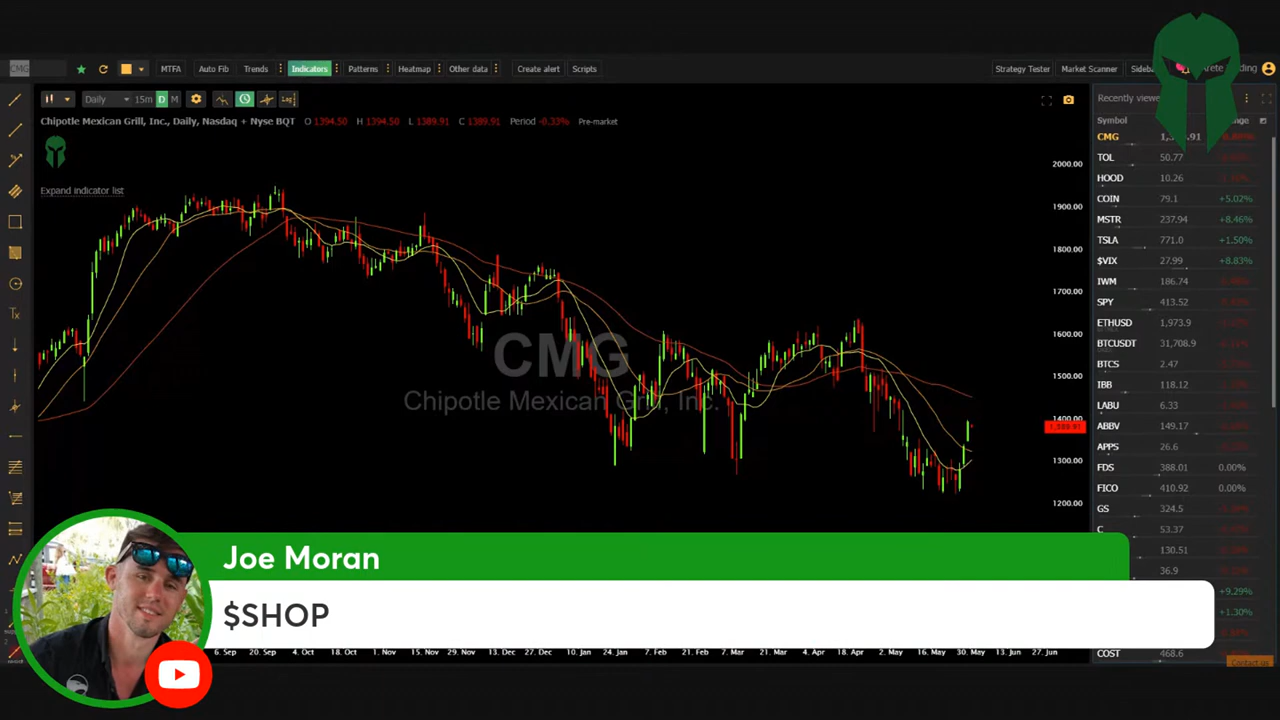 CMG
MTFA
Auto Fib
Trends
Indicators
Patterns
Heatmap
Other data
Create alert
Scripts
Strategy Tester
Market Scanner
Daily
15m
D
M
Log
Chipotle Mexican Grill, Inc., Daily, Nasdaq + Nyse BQT O 1394.50 H 1394.50 L 1389.91 C 1389.91 Period -0.33% Pre-market
Expand indicator list
CMG
Chipotle Mexican Grill, Inc.
2000.00
1900.00
1800.00
1700.00
1600.00
1500.00
1400.00
1300.00
1200.00
1,389.91
Symbol
CMG
TOL 50.77
HOOD 10.26
COIN 79.1 +5.02%
MSTR 237.94 +8.46%
TSLA 771.0 +1.50%
$VIX 27.99 +8.83%
IWM 186.74
SPY 413.52
ETHUSD 1,973.9
BTCUSDT 31,708.9
BTCS 2.47
IBB 118.12
LABU 6.33
ABBV 149.17
APPS 26.6
FDS 388.01 0.00%
FICO 410.92 0.00%
GS 324.5
C 53.37
130.51
36.9
+9.29%
+1.30%
COST 468.6
Contact us
Joe Moran
$SHOP
6. Sep 20. Sep 4. Oct 18. Oct 1. Nov 15. Nov 29. Nov 13. Dec 27. Dec 10. Jan 24. Jan 7. Feb 22. Feb 7. Mar 21. Mar 4. Apr 18. Apr 2. May 16. May 30. May 13. Jun 27. Jun